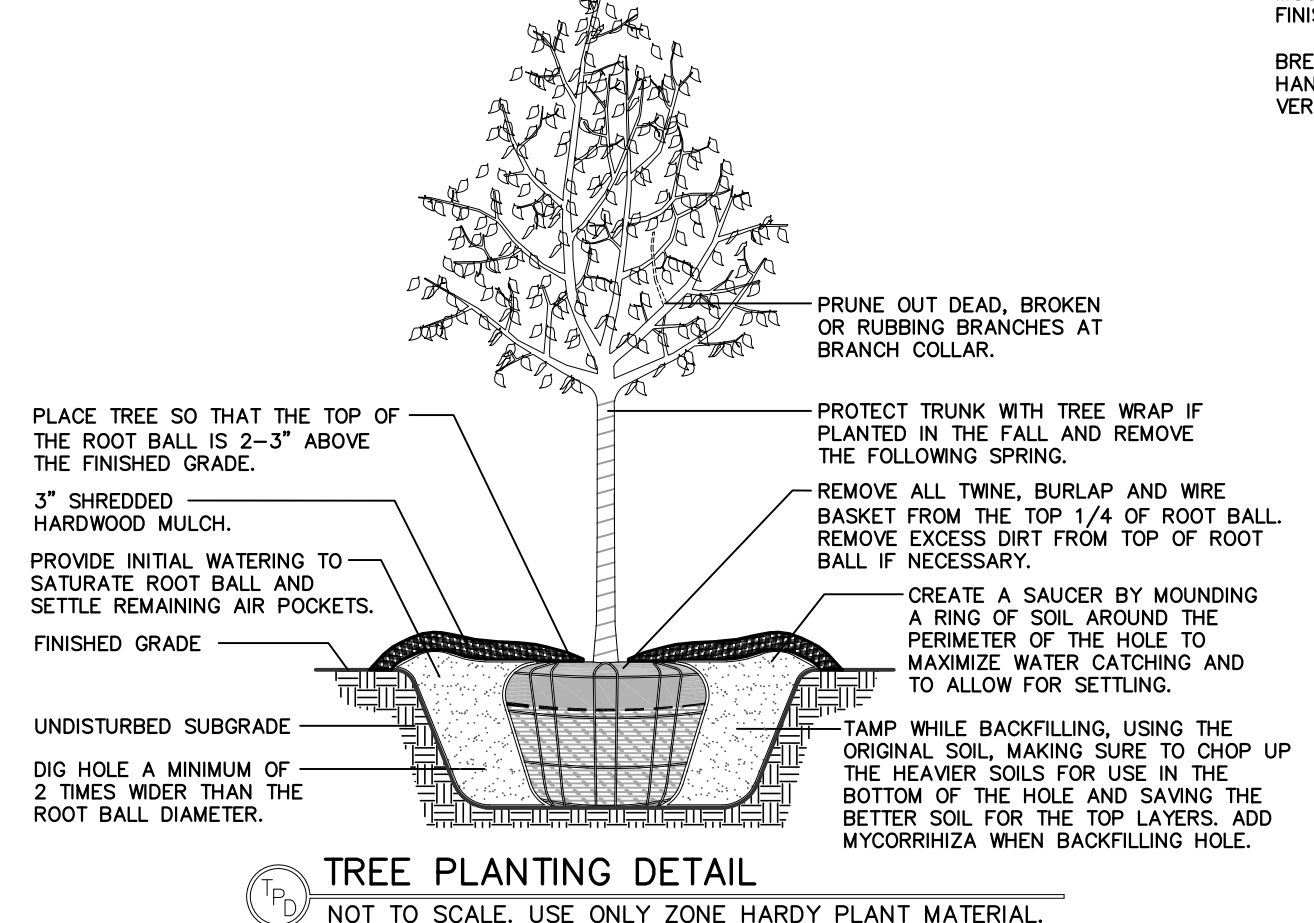 FINIS
BRE
HAN
VER
PRUNE OUT DEAD, BROKEN
OR RUBBING BRANCHES AT
BRANCH COLLAR.
PLACE TREE SO THAT THE TOP OF
THE ROOT BALL IS 2-3" ABOVE
THE FINISHED GRADE.
3" SHREDDED
HARDWOOD MULCH.
PROVIDE INITIAL WATERING TO
SATURATE ROOT BALL AND
SETTLE REMAINING AIR POCKETS.
FINISHED GRADE
UNDISTURBED SUBGRADE
DIG HOLE A MINIMUM OF
2 TIMES WIDER THAN THE
ROOT BALL DIAMETER.
PROTECT TRUNK WITH TREE WRAP IF
PLANTED IN THE FALL AND REMOVE
THE FOLLOWING SPRING.
REMOVE ALL TWINE, BURLAP AND WIRE
BASKET FROM THE TOP 1/4 OF ROOT BALL.
REMOVE EXCESS DIRT FROM TOP OF ROOT
BALL IF NECESSARY.
CREATE A SAUCER BY MOUNDING
A RING OF SOIL AROUND THE
PERIMETER OF THE HOLE TO
MAXIMIZE WATER CATCHING AND
TO ALLOW FOR SETTLING.
TAMP WHILE BACKFILLING, USING THE
ORIGINAL SOIL, MAKING SURE TO CHOP UP
THE HEAVIER SOILS FOR USE IN THE
BOTTOM OF THE HOLE AND SAVING THE
BETTER SOIL FOR THE TOP LAYERS. ADD
MYCORRIHIZA WHEN BACKFILLING HOLE.
TPD
TREE PLANTING DETAIL
NOT TO SCALE. USE ONLY ZONE HARDY PLANT MATERIAL.